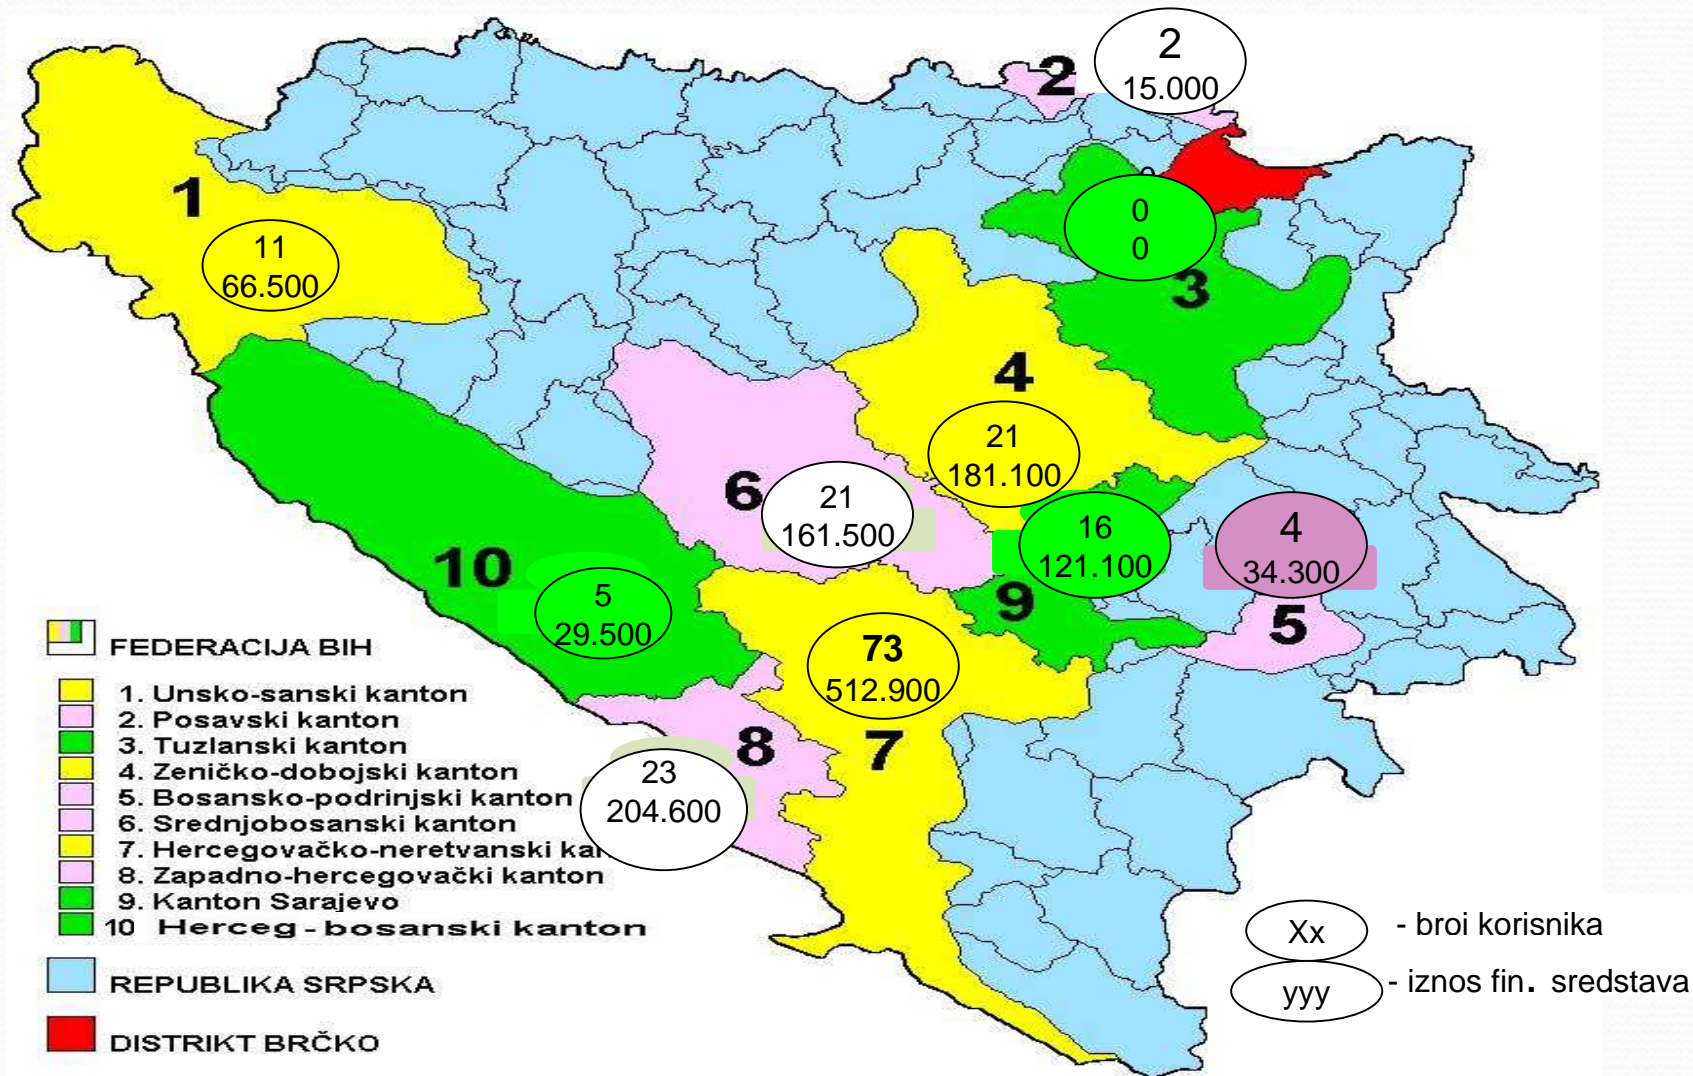 2
2
15.000
1
11
66.500
0
0
3
4
21
181.100
6
21
161.500
16
121.100
4
34.300
10
5
29.500
9
5
73
512.900
8
7
23
204.600
FEDERACIJA BIH
1. Unsko-sanski kanton
2. Posavski kanton
3. Tuzlanski kanton
4. Zeničko-dobojski kanton
5. Bosansko-podrinjski kanton
6. Srednjobosanski kanton
7. Hercegovačko-neretvanski kan
8. Zapadno-hercegovački kanton
9. Kanton Sarajevo
10 Herceg-bosanski kanton
REPUBLIKA SRPSKA
DISTRIKT BRČKO
Xx - broi korisnika
yyy - iznos fin. sredstava